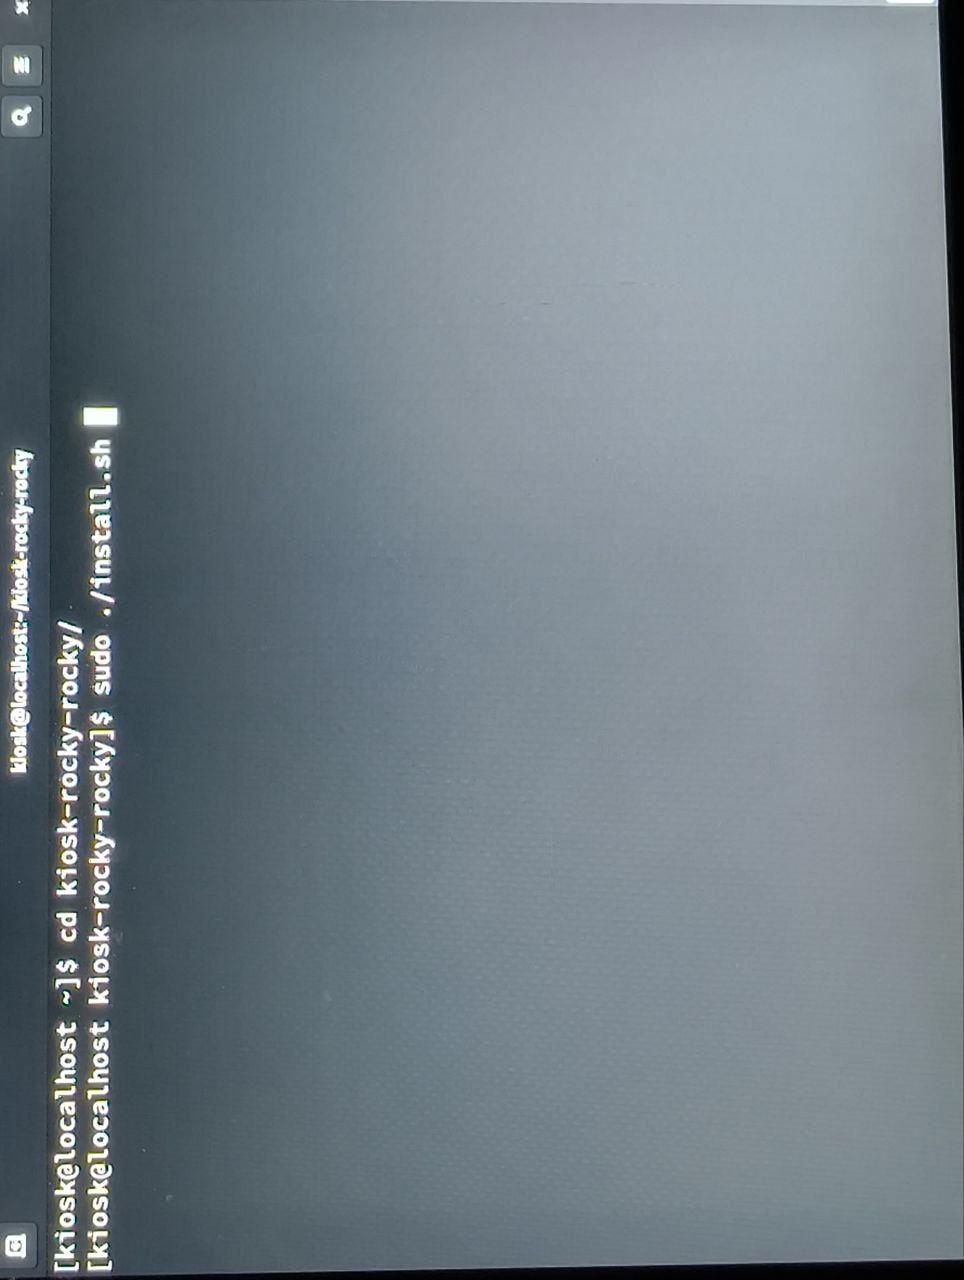 kiosk@localhost:~/kiosk-rocky-rocky
[kiosk@localhost ~]$ cd kiosk-rocky-rocky/
[kiosk@localhost kiosk-rocky-rocky]$ sudo ./install.sh